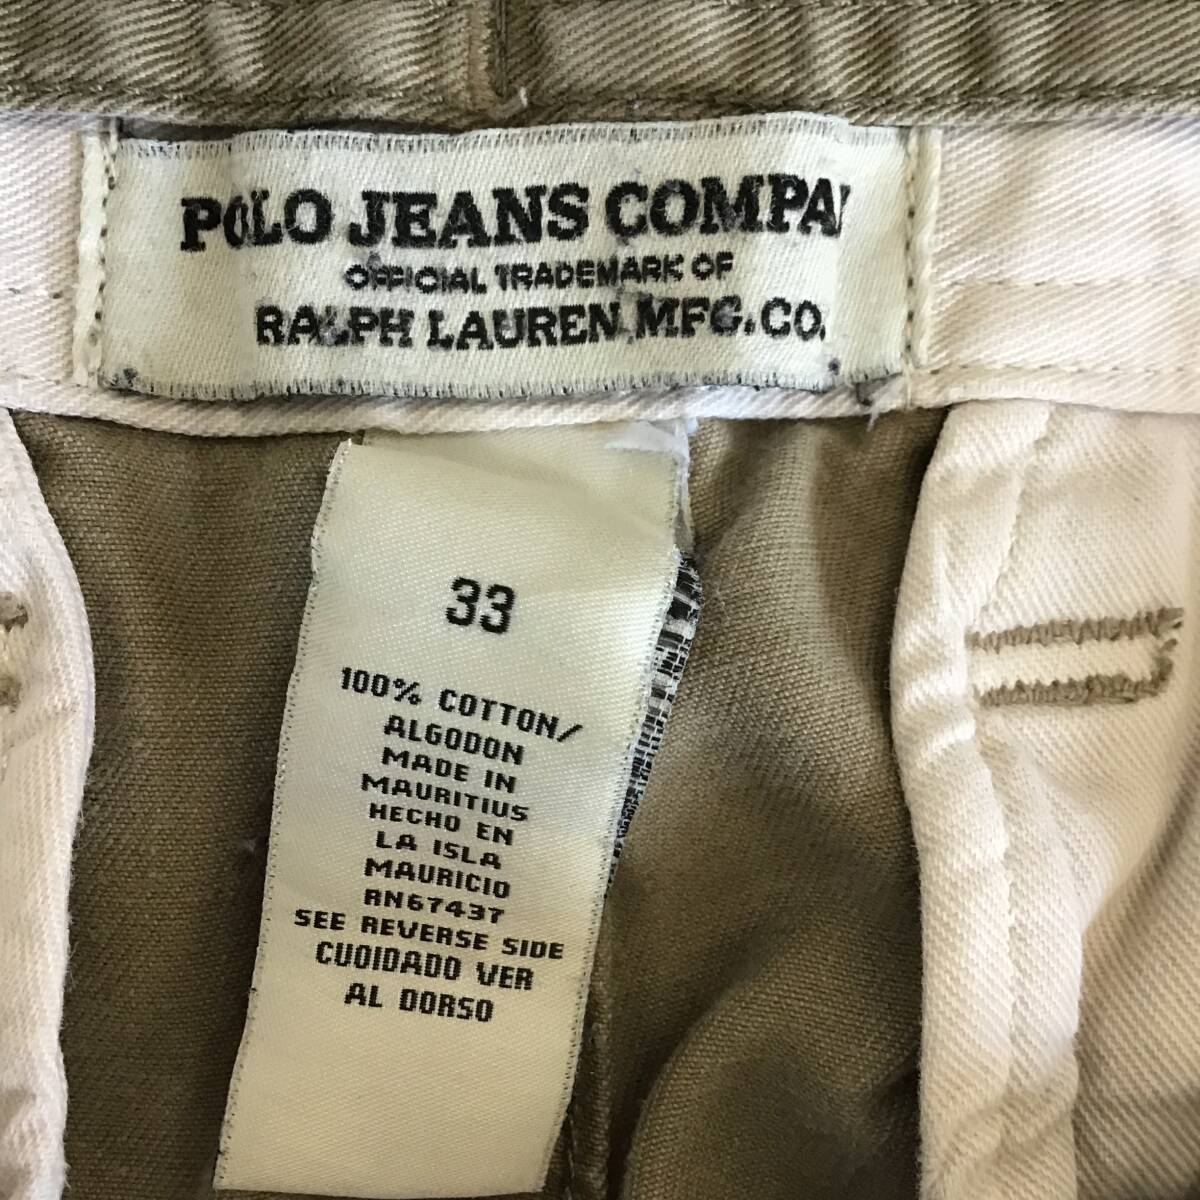 POLO JEANS COMPA
OFFICIAL TRADEMARK OF
RALPH LAUREN MFG.CO.
33
100% COTTON/
ALGODON
MADE IN
MAURITIUS
HECHO EN
LA ISLA
MAURICIO
RN67437
SEE REVERSE SIDE
CUOIDADO VER
AL DORSO